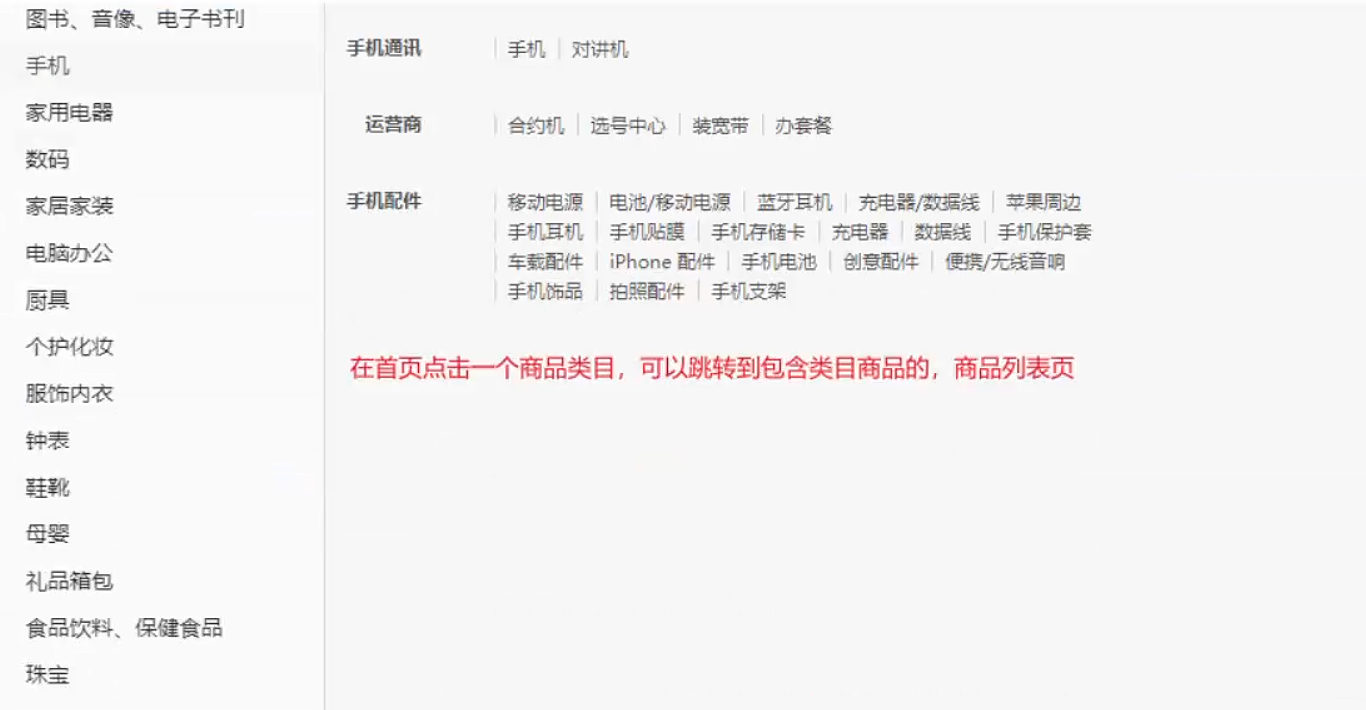 图书、音像、电子书刊
手机
家用电器
数码
家居家装
电脑办公
厨具
个护化妆
服饰内衣
钟表
鞋靴
母婴
礼品箱包
食品饮料、保健食品
珠宝
手机通讯 | 手机 | 对讲机
运营商 | 合约机 | 选号中心 | 装宽带 | 办套餐
手机配件 | 移动电源 | 电池/移动电源 | 蓝牙耳机 | 充电器/数据线 | 苹果周边
| 手机耳机 | 手机贴膜 | 手机存储卡 | 充电器 | 数据线 | 手机保护套
| 车载配件 | iPhone 配件 | 手机电池 | 创意配件 | 便携/无线音响
| 手机饰品 | 拍照配件 | 手机支架
在首页点击一个商品类目，可以跳转到包含类目商品的，商品列表页